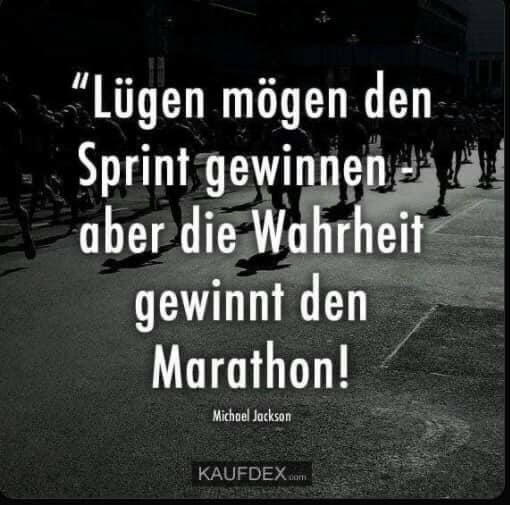 “Lügen mögen den
Sprint gewinnen -
aber die Wahrheit
gewinnt den
Marathon!
Michael Jackson
KAUFDEX.com